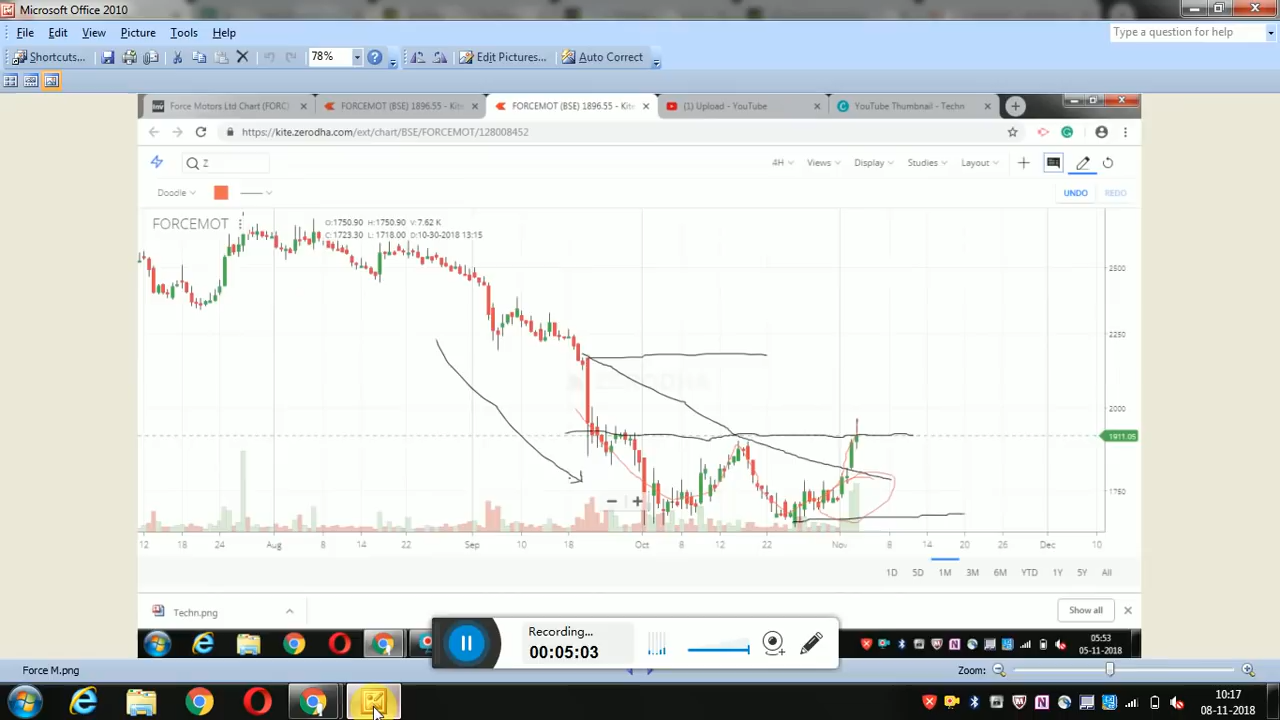 Microsoft Office 2010
File Edit View Picture Tools Help
Type a question for help
Shortcuts... 78% Edit Pictures... Auto Correct
Force Motors Ltd Chart (FORC FORCEMOT (BSE) 1896.55 - Kit FORCEMOT (BSE) 1896.55 - Kit (1) Upload - YouTube YouTube Thumbnail - Techn
https://kite.zerodha.com/ext/chart/BSE/FORCEMOT/128008452
Z 4H Views Display Studies Layout
Doodle UNDO REDO
FORCEMOT
O:1750.90 H:1750.90 V:7.62 K
C:1723.30 L:1718.00 D:10-30-2018 13:15
2500
2250
ZERODHA
2000
1911.05
1750
12 18 24 Aug 8 14 22 Sep 10 18 Oct 8 12 22 Nov 8 14 20 28 Dec 10
1D 5D 1M 3M 6M YTD 1Y 5Y All
Techn.png Show all
Recording...
00:05:03
05:53
05-11-2018
Force M.png Zoom:
10:17
08-11-2018